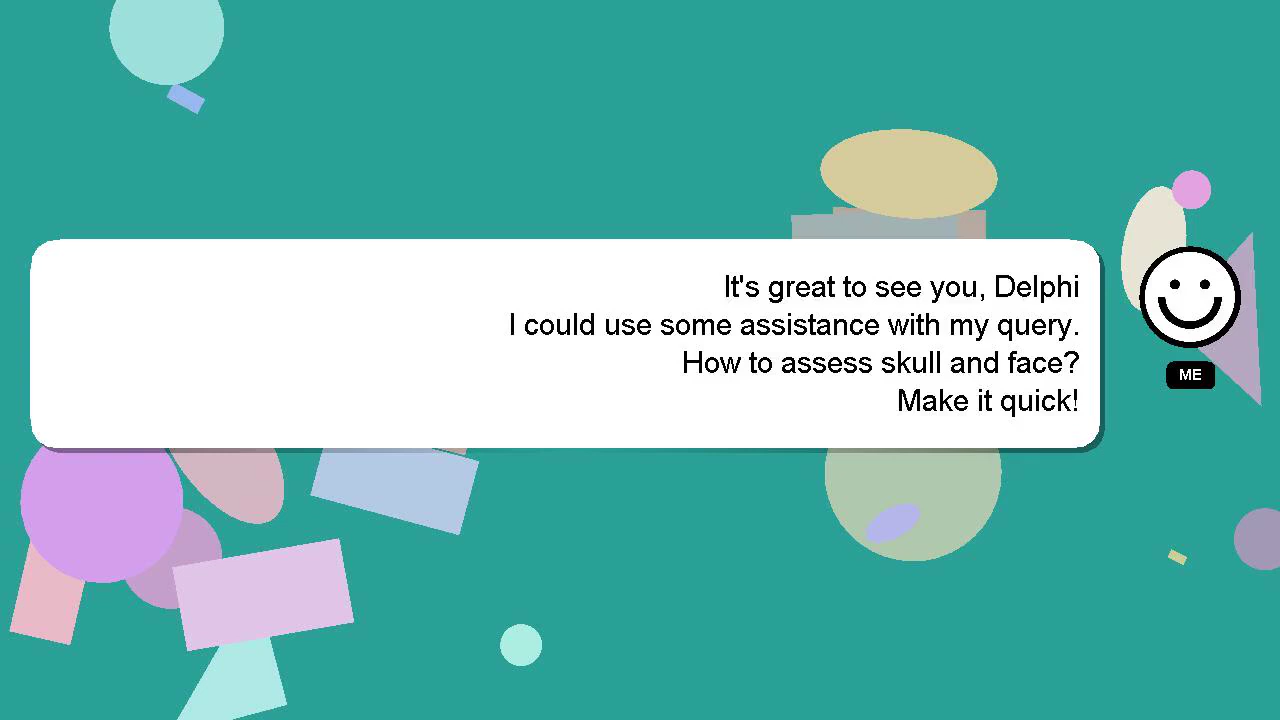 It's great to see you, Delphi
I could use some assistance with my query.
How to assess skull and face?
Make it quick!
ME